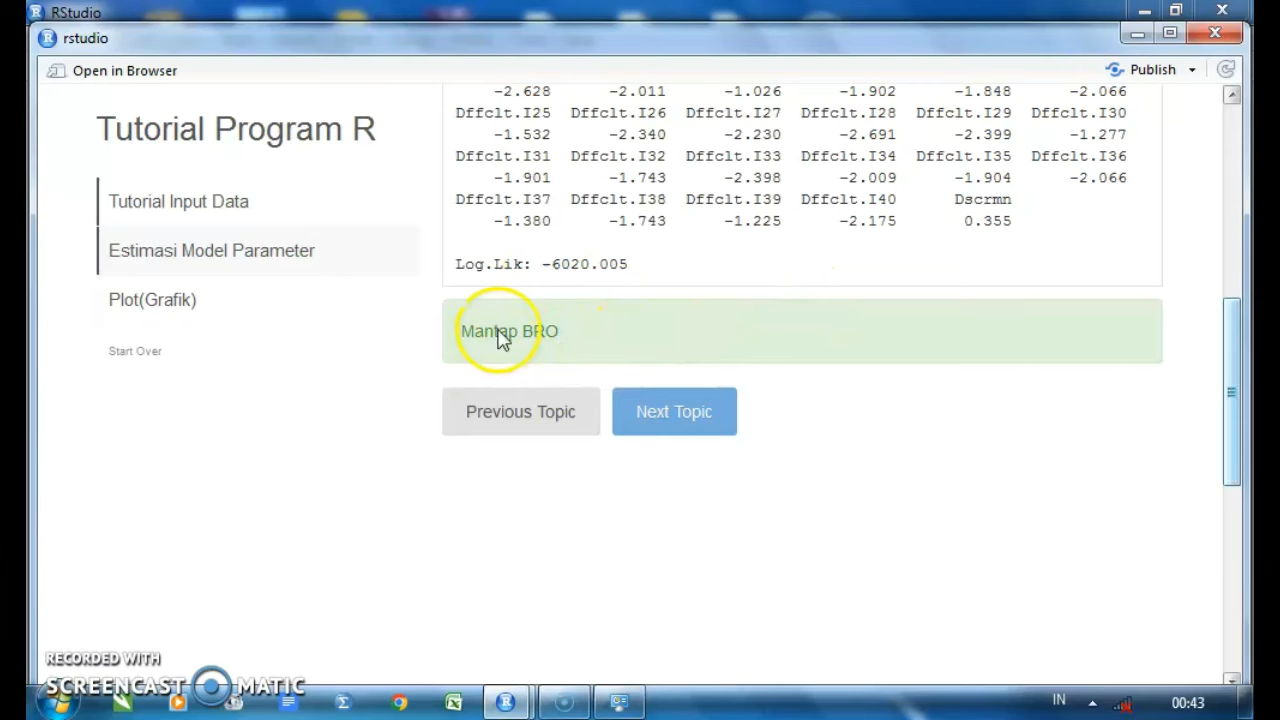 RStudio
rstudio
Open in Browser
Publish
Tutorial Program R
Tutorial Input Data
Estimasi Model Parameter
Plot(Grafik)
Start Over
-2.628 -2.011 -1.026 -1.902 -1.848 -2.066
Dffclt.I25 Dffclt.I26 Dffclt.I27 Dffclt.I28 Dffclt.I29 Dffclt.I30
-1.532 -2.340 -2.230 -2.691 -2.399 -1.277
Dffclt.I31 Dffclt.I32 Dffclt.I33 Dffclt.I34 Dffclt.I35 Dffclt.I36
-1.901 -1.743 -2.398 -2.009 -1.904 -2.066
Dffclt.I37 Dffclt.I38 Dffclt.I39 Dffclt.I40 Dscrmn
-1.380 -1.743 -1.225 -2.175 0.355
Log.Lik: -6020.005
Mantap BRO
Previous Topic
Next Topic
RECORDED WITH
SCREENCAST MATIC
IN
00:43